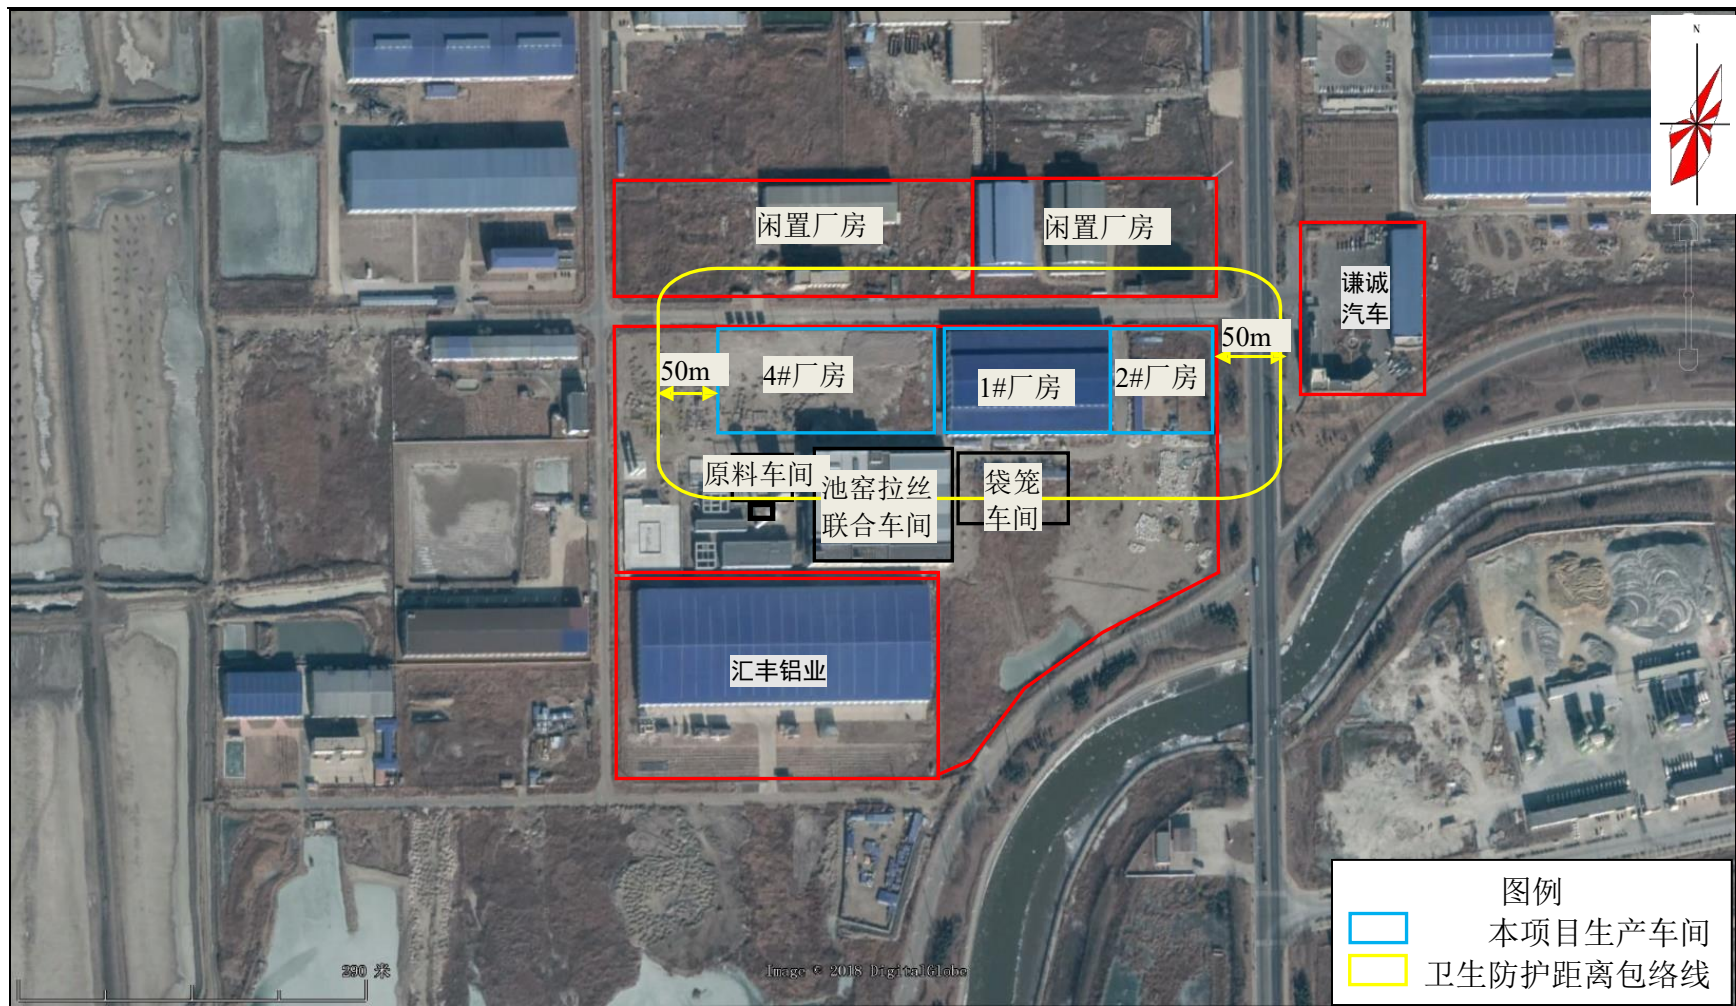 N
闲置厂房
闲置厂房
谦诚
汽车
50m
50m
4#厂房
1#厂房
2#厂房
原料车间
池窑拉丝
联合车间
袋笼
车间
汇丰铝业
图例
本项目生产车间
卫生防护距离包络线
290 米
Image © 2018 DigitalGlobe